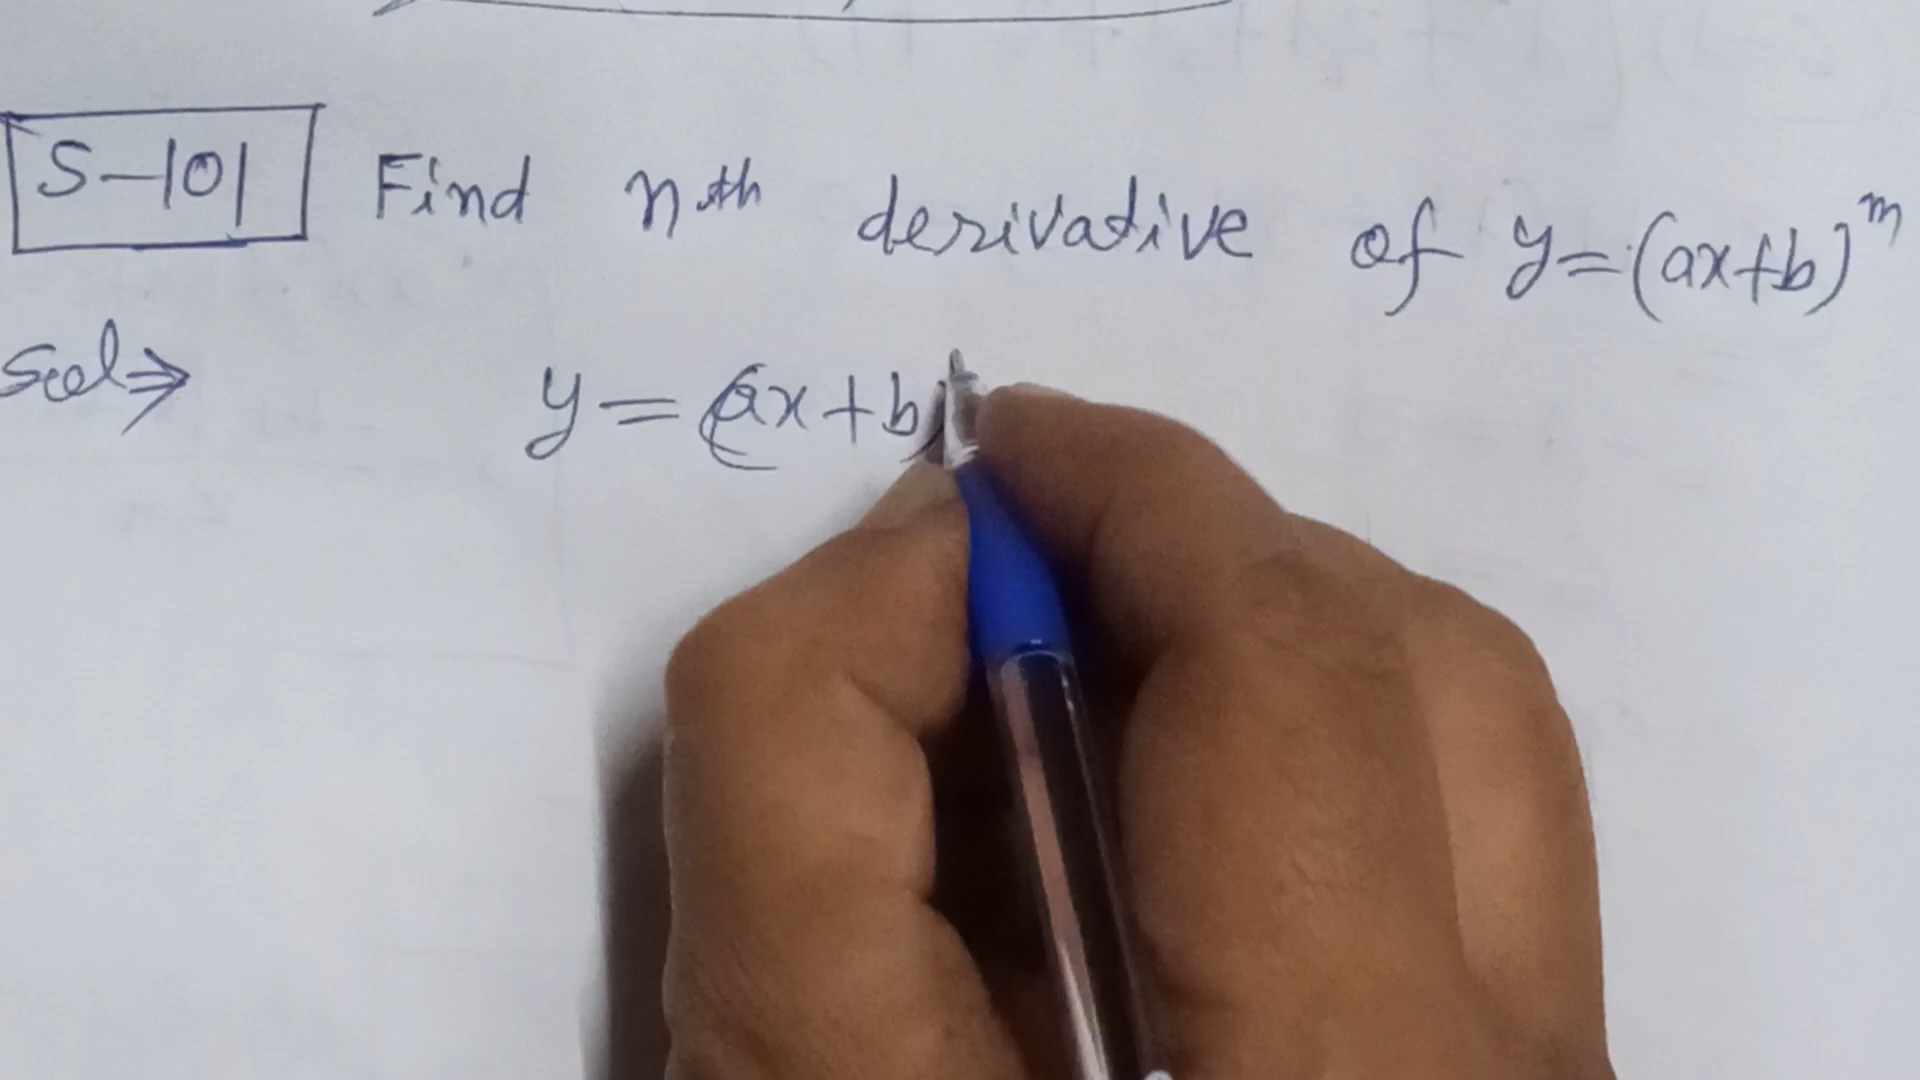 S-101 Find nth derivative of y=(ax+b)^m
Sol⇒ y=(ax+b)